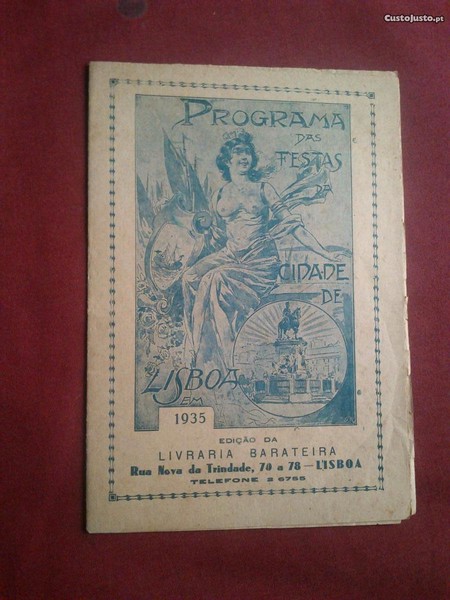 CustoJusto.pt
PROGRAMA
DAS
FESTAS
DA
CIDADE
DE
LISBOA
EM
1935
EDIÇÃO DA
LIVRARIA BARATEIRA
Rua Nova da Trindade, 70 a 78 — LISBOA
TELEFONE 2 6755